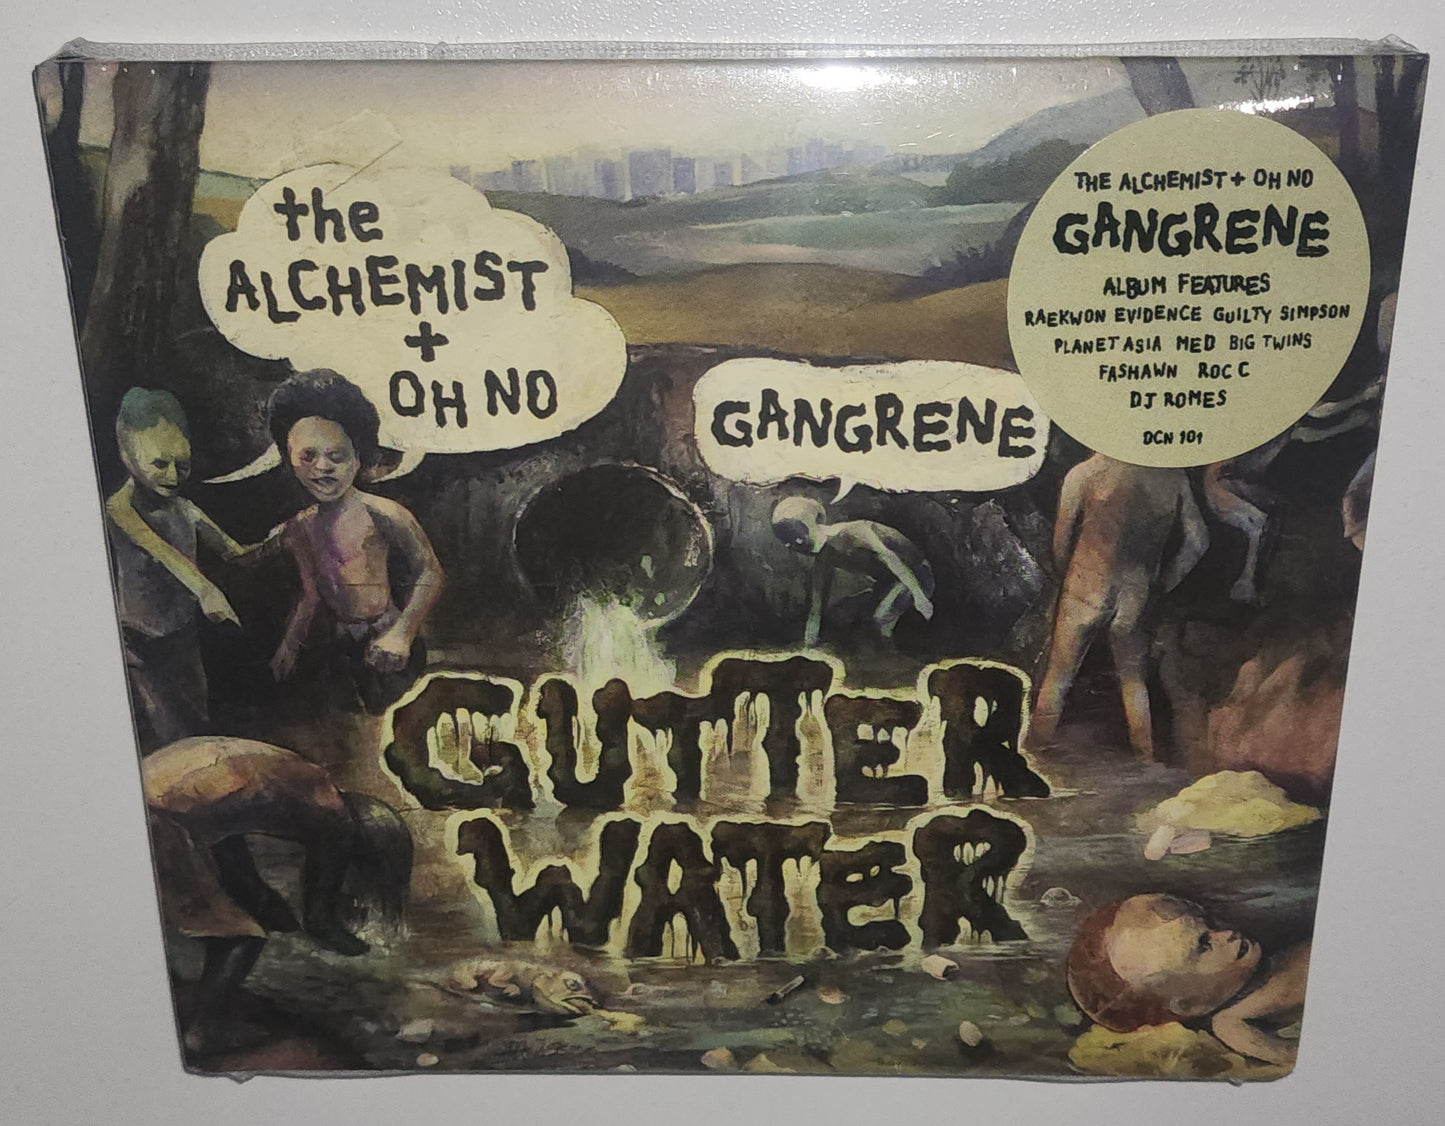 the
ALCHEMIST
+
OH NO
GANGRENE
THE ALCHEMIST + OH NO
GANGRENE
ALBUM FEATURES
RAEKWON EVIDENCE GUILTY SIMPSON
PLANET ASIA MED BIG TWINS
FASHAWN ROC C
DJ ROMES
DCN 101
GUTTER
WATER